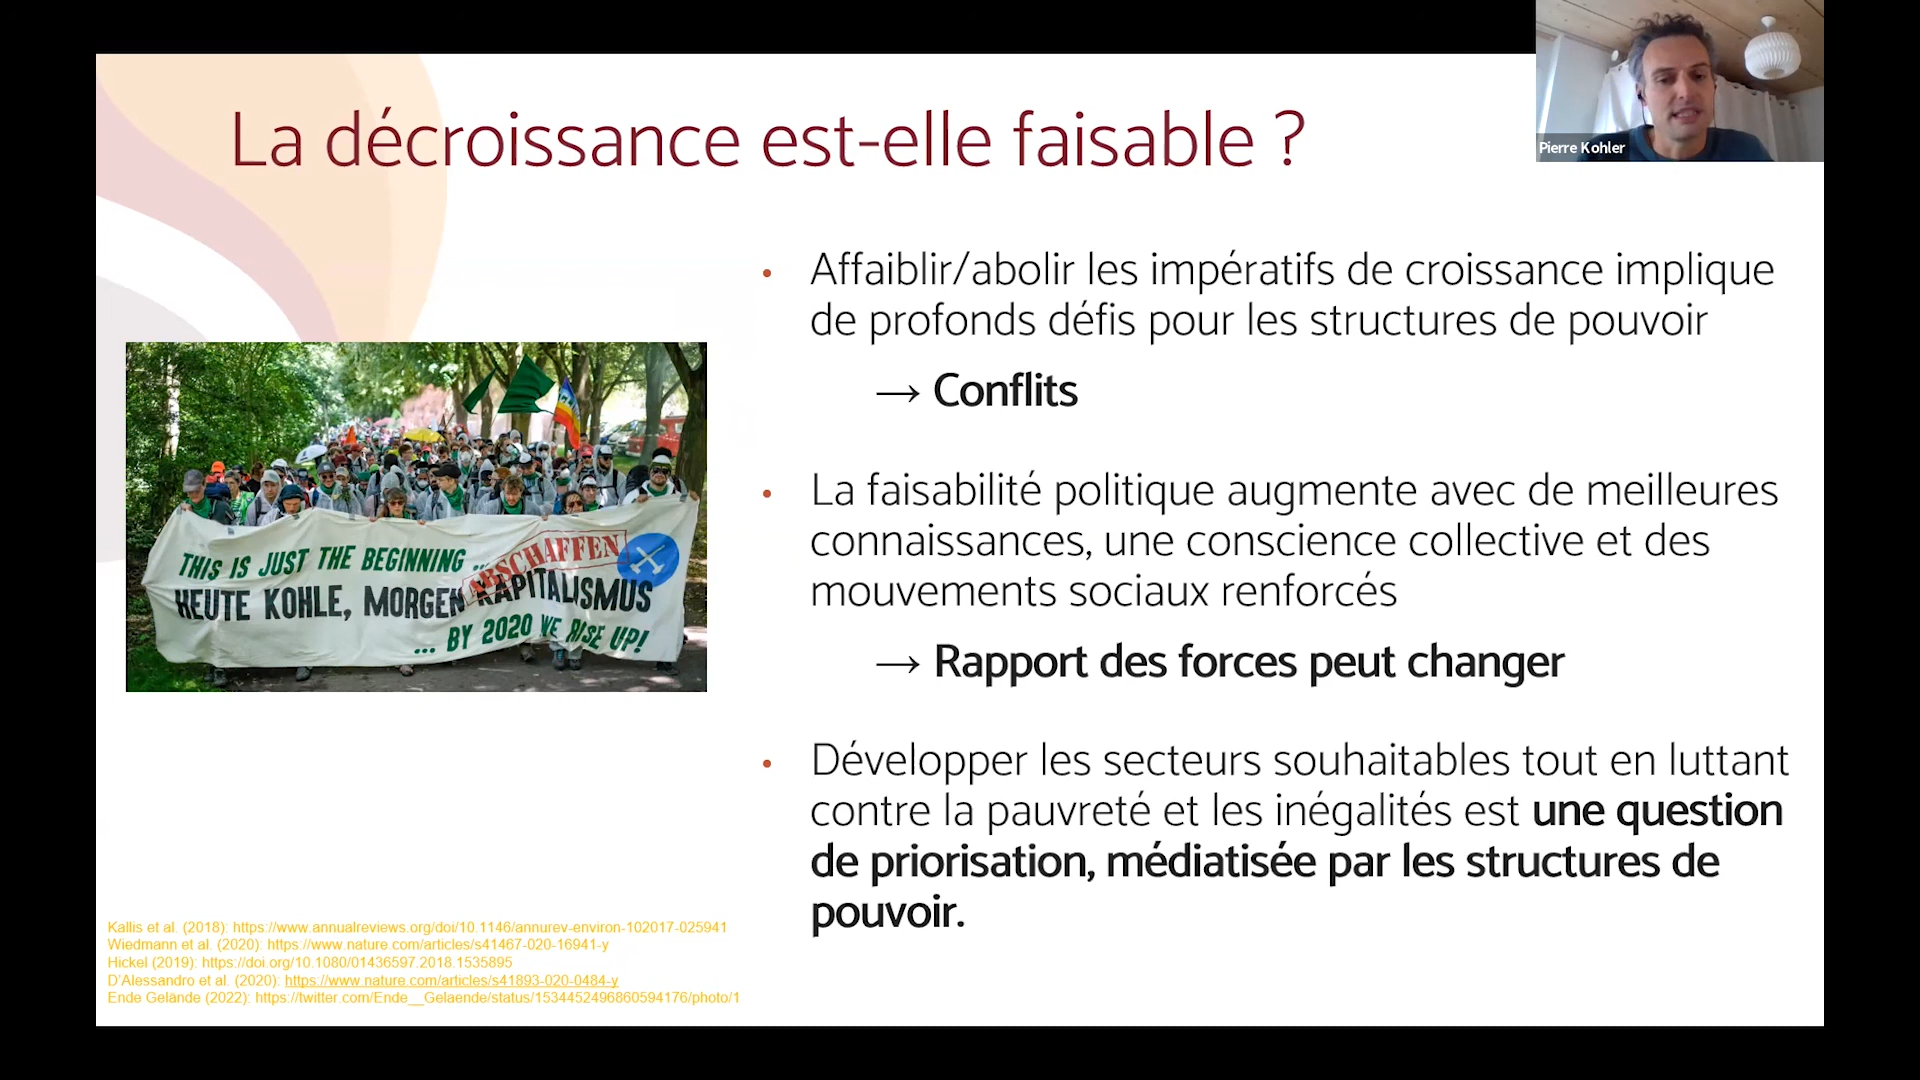 La décroissance est-elle faisable ?
Pierre Kohler
• Affaiblir/abolir les impératifs de croissance implique
de profonds défis pour les structures de pouvoir
→ Conflits
• La faisabilité politique augmente avec de meilleures
connaissances, une conscience collective et des
mouvements sociaux renforcés
→ Rapport des forces peut changer
• Développer les secteurs souhaitables tout en luttant
contre la pauvreté et les inégalités est une question
de priorisation, médiatisée par les structures de
pouvoir.
THIS IS JUST THE BEGINNING ...
ABSCHAFFEN
HEUTE KOHLE, MORGEN KAPITALISMUS
... BY 2020 WE RISE UP!
Kallis et al. (2018): https://www.annualreviews.org/doi/10.1146/annurev-environ-102017-025941
Wiedmann et al. (2020): https://www.nature.com/articles/s41467-020-16941-y
Hickel (2019): https://doi.org/10.1080/01436597.2018.1535895
D'Alessandro et al. (2020): https://www.nature.com/articles/s41893-020-0484-y
Ende Gelände (2022): https://twitter.com/Ende__Gelaende/status/1534452496860594176/photo/1